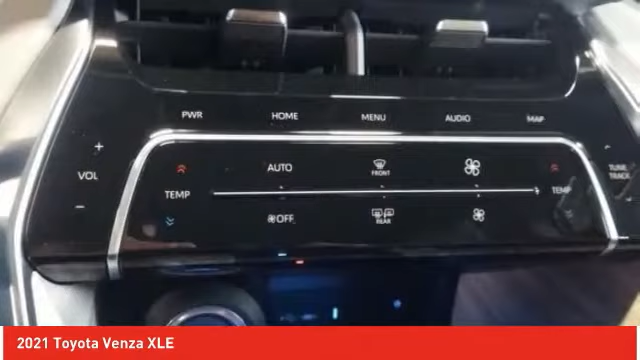 PWR HOME MENU AUDIO MAP
+ AUTO FRONT
VOL TEMP TEMP TUNE TRACK
- OFF REAR
2021 Toyota Venza XLE